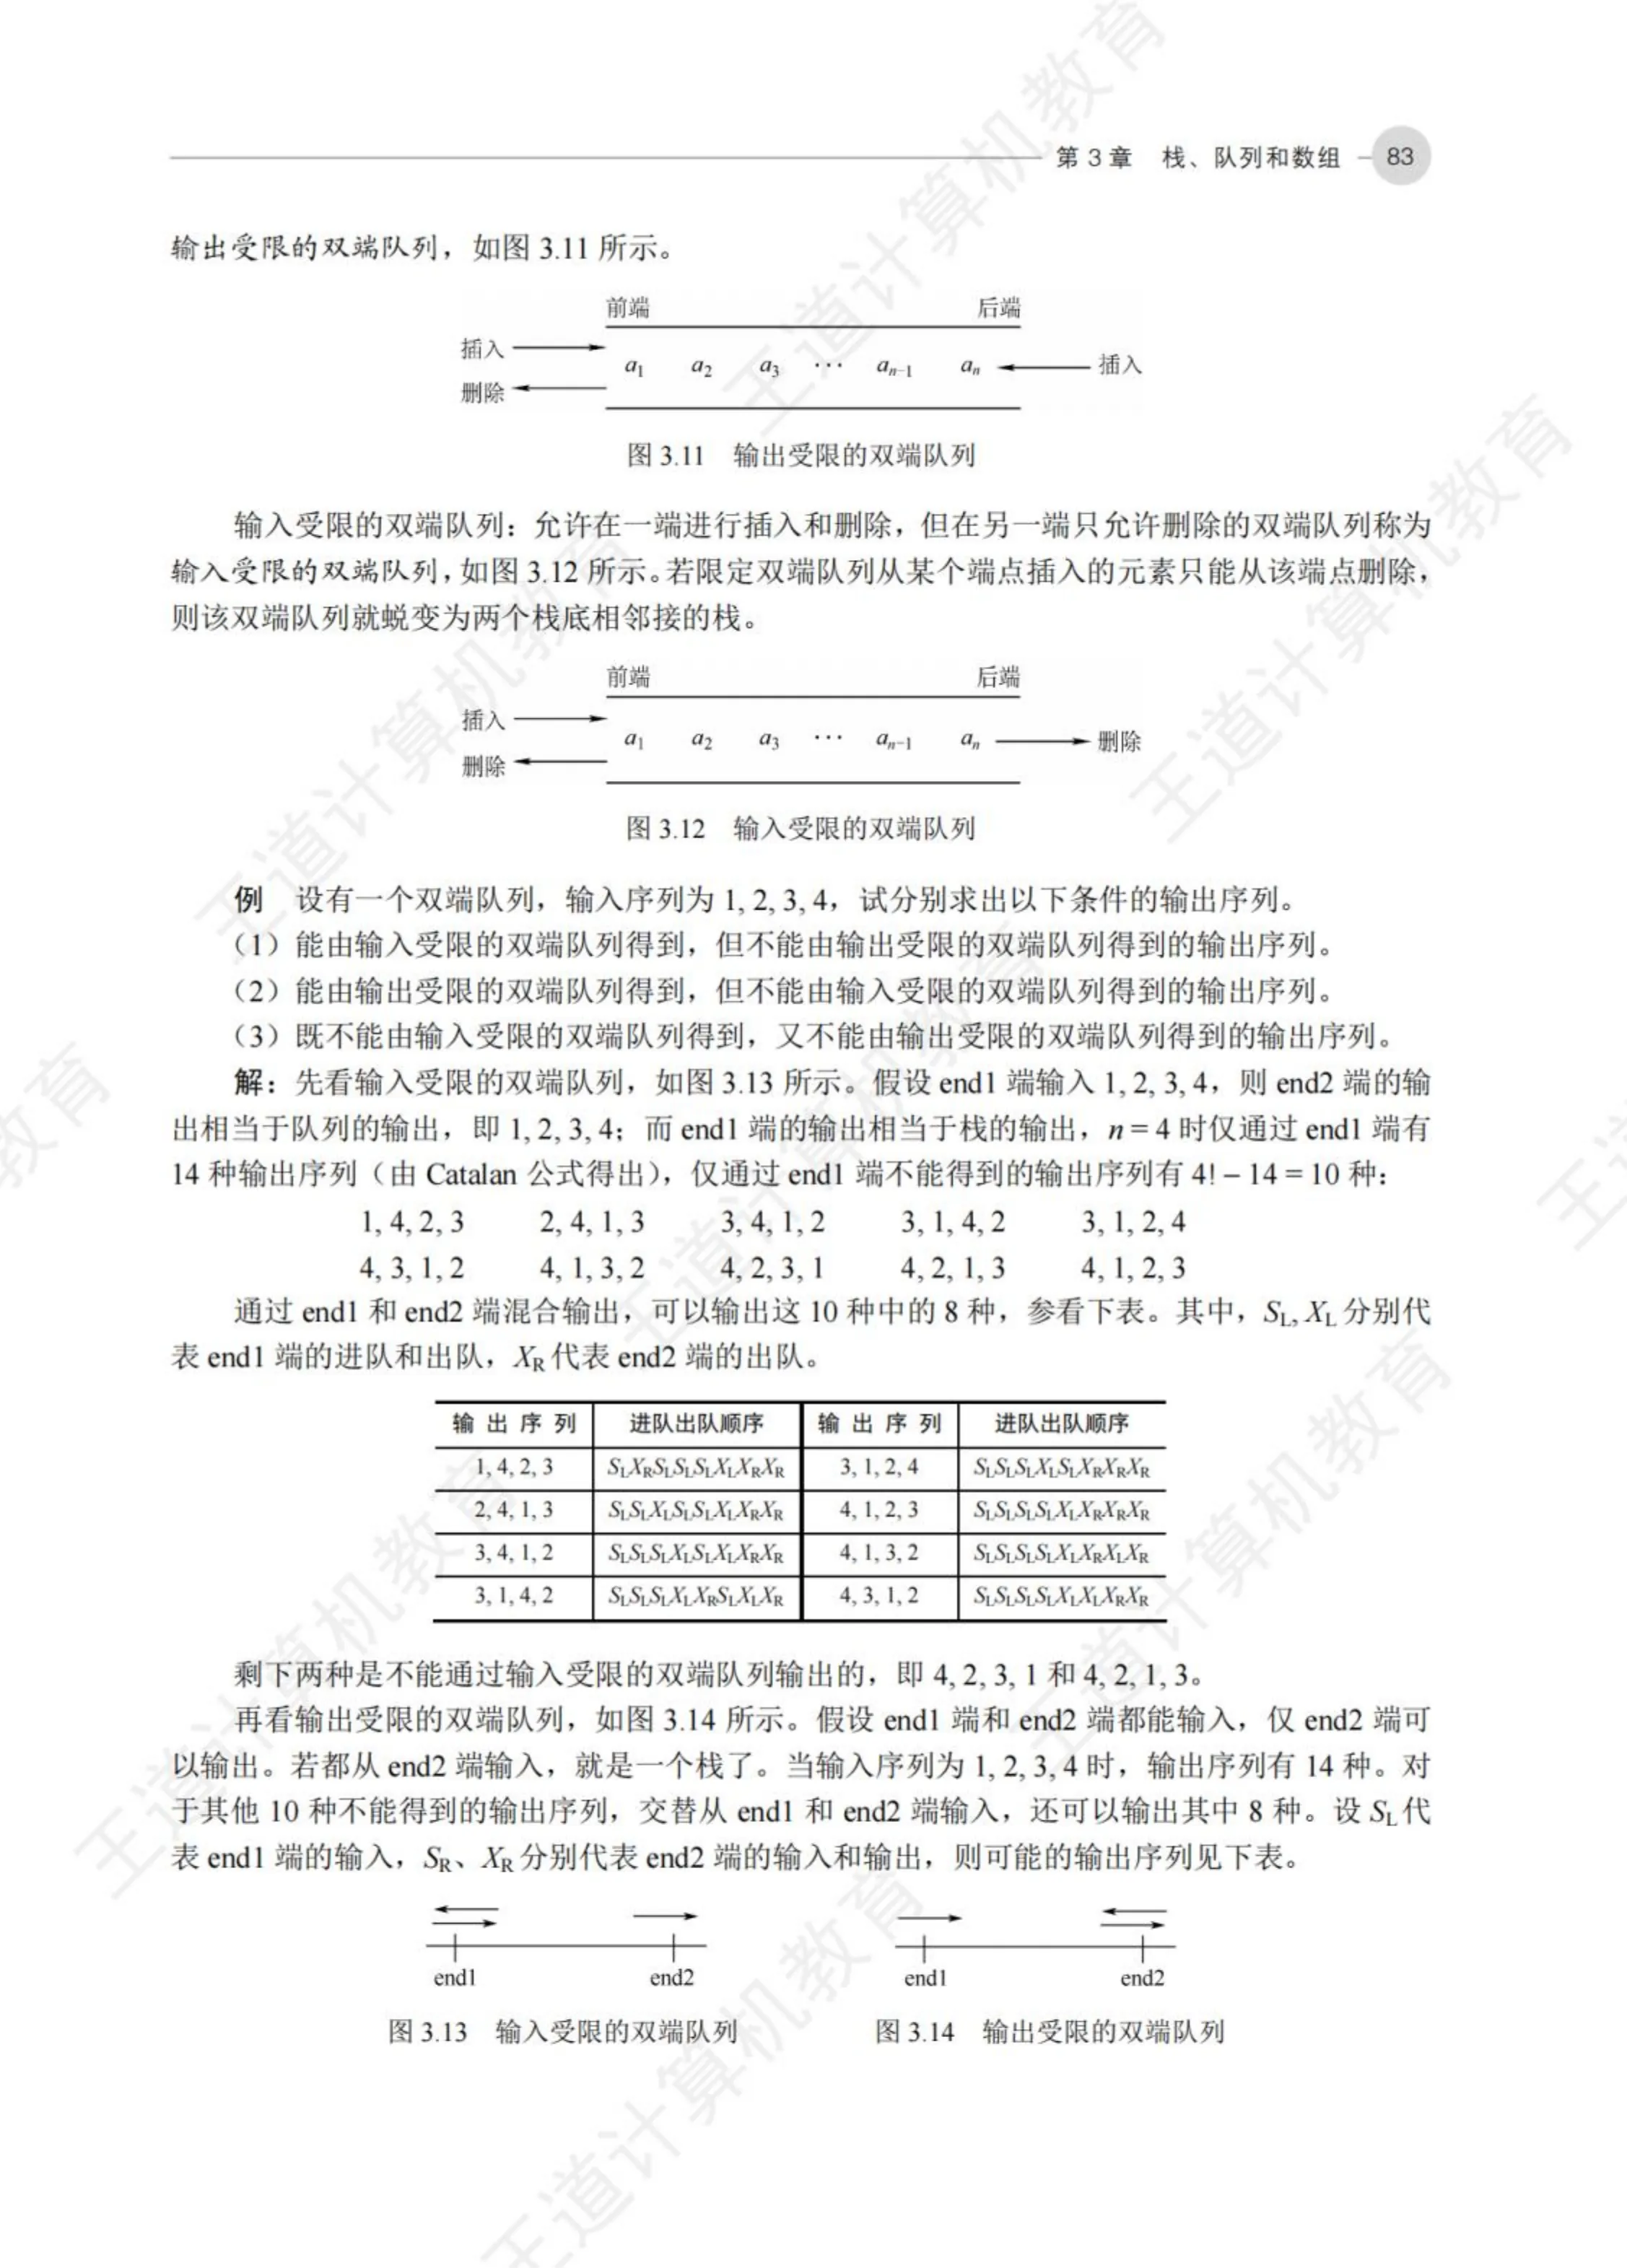 第 3 章 栈、队列和数组 83
输出受限的双端队列，如图 3.11 所示。
前端 后端
插入
a1 a2 a3 … an-1 an 插入
删除
图 3.11 输出受限的双端队列
输入受限的双端队列：允许在一端进行插入和删除，但在另一端只允许删除的双端队列称为
输入受限的双端队列，如图 3.12 所示。若限定双端队列从某个端点插入的元素只能从该端点删除，
则该双端队列就蜕变为两个栈底相邻接的栈。
前端 后端
插入
a1 a2 a3 … an-1 an 删除
删除
图 3.12 输入受限的双端队列
例 设有一个双端队列，输入序列为 1, 2, 3, 4，试分别求出以下条件的输出序列。
（1）能由输入受限的双端队列得到，但不能由输出受限的双端队列得到的输出序列。
（2）能由输出受限的双端队列得到，但不能由输入受限的双端队列得到的输出序列。
（3）既不能由输入受限的双端队列得到，又不能由输出受限的双端队列得到的输出序列。
解：先看输入受限的双端队列，如图 3.13 所示。假设 end1 端输入 1, 2, 3, 4，则 end2 端的输
出相当于队列的输出，即 1, 2, 3, 4；而 end1 端的输出相当于栈的输出，n = 4 时仅通过 end1 端有
14 种输出序列（由 Catalan 公式得出），仅通过 end1 端不能得到的输出序列有 4! – 14 = 10 种：
1, 4, 2, 3 2, 4, 1, 3 3, 4, 1, 2 3, 1, 4, 2 3, 1, 2, 4
4, 3, 1, 2 4, 1, 3, 2 4, 2, 3, 1 4, 2, 1, 3 4, 1, 2, 3
通过 end1 和 end2 端混合输出，可以输出这 10 种中的 8 种，参看下表。其中，SL, XL 分别代
表 end1 端的进队和出队，XR 代表 end2 端的出队。
输 出 序 列 进队出队顺序 输 出 序 列 进队出队顺序
1, 4, 2, 3 SLXRSLSLSLXLXRXR 3, 1, 2, 4 SLSLSLXLSLXRXRXR
2, 4, 1, 3 SLSLXLSLSLXLXRXR 4, 1, 2, 3 SLSLSLSLXLXRXRXR
3, 4, 1, 2 SLSLSLXLSLXLXRXR 4, 1, 3, 2 SLSLSLSLXLXRXLXR
3, 1, 4, 2 SLSLSLXLXRSLXLXR 4, 3, 1, 2 SLSLSLSLXLXLXRXR
剩下两种是不能通过输入受限的双端队列输出的，即 4, 2, 3, 1 和 4, 2, 1, 3。
再看输出受限的双端队列，如图 3.14 所示。假设 end1 端和 end2 端都能输入，仅 end2 端可
以输出。若都从 end2 端输入，就是一个栈了。当输入序列为 1, 2, 3, 4 时，输出序列有 14 种。对
于其他 10 种不能得到的输出序列，交替从 end1 和 end2 端输入，还可以输出其中 8 种。设 SL 代
表 end1 端的输入，SR、XR 分别代表 end2 端的输入和输出，则可能的输出序列见下表。
end1 end2 end1 end2
图 3.13 输入受限的双端队列 图 3.14 输出受限的双端队列
王道计算机教育